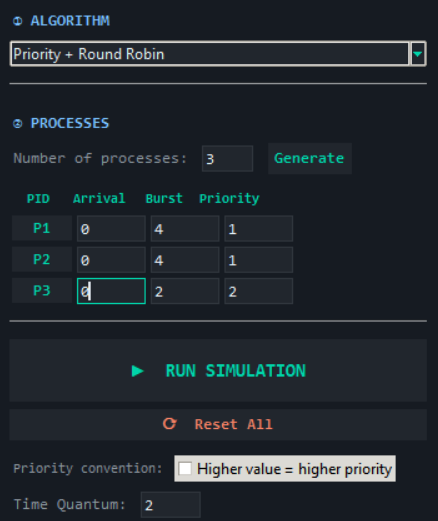 ① ALGORITHM
Priority + Round Robin
② PROCESSES
Number of processes: 3 Generate
PID Arrival Burst Priority
P1 0 4 1
P2 0 4 1
P3 0 2 2
▶ RUN SIMULATION
⟳ Reset All
Priority convention: Higher value = higher priority
Time Quantum: 2